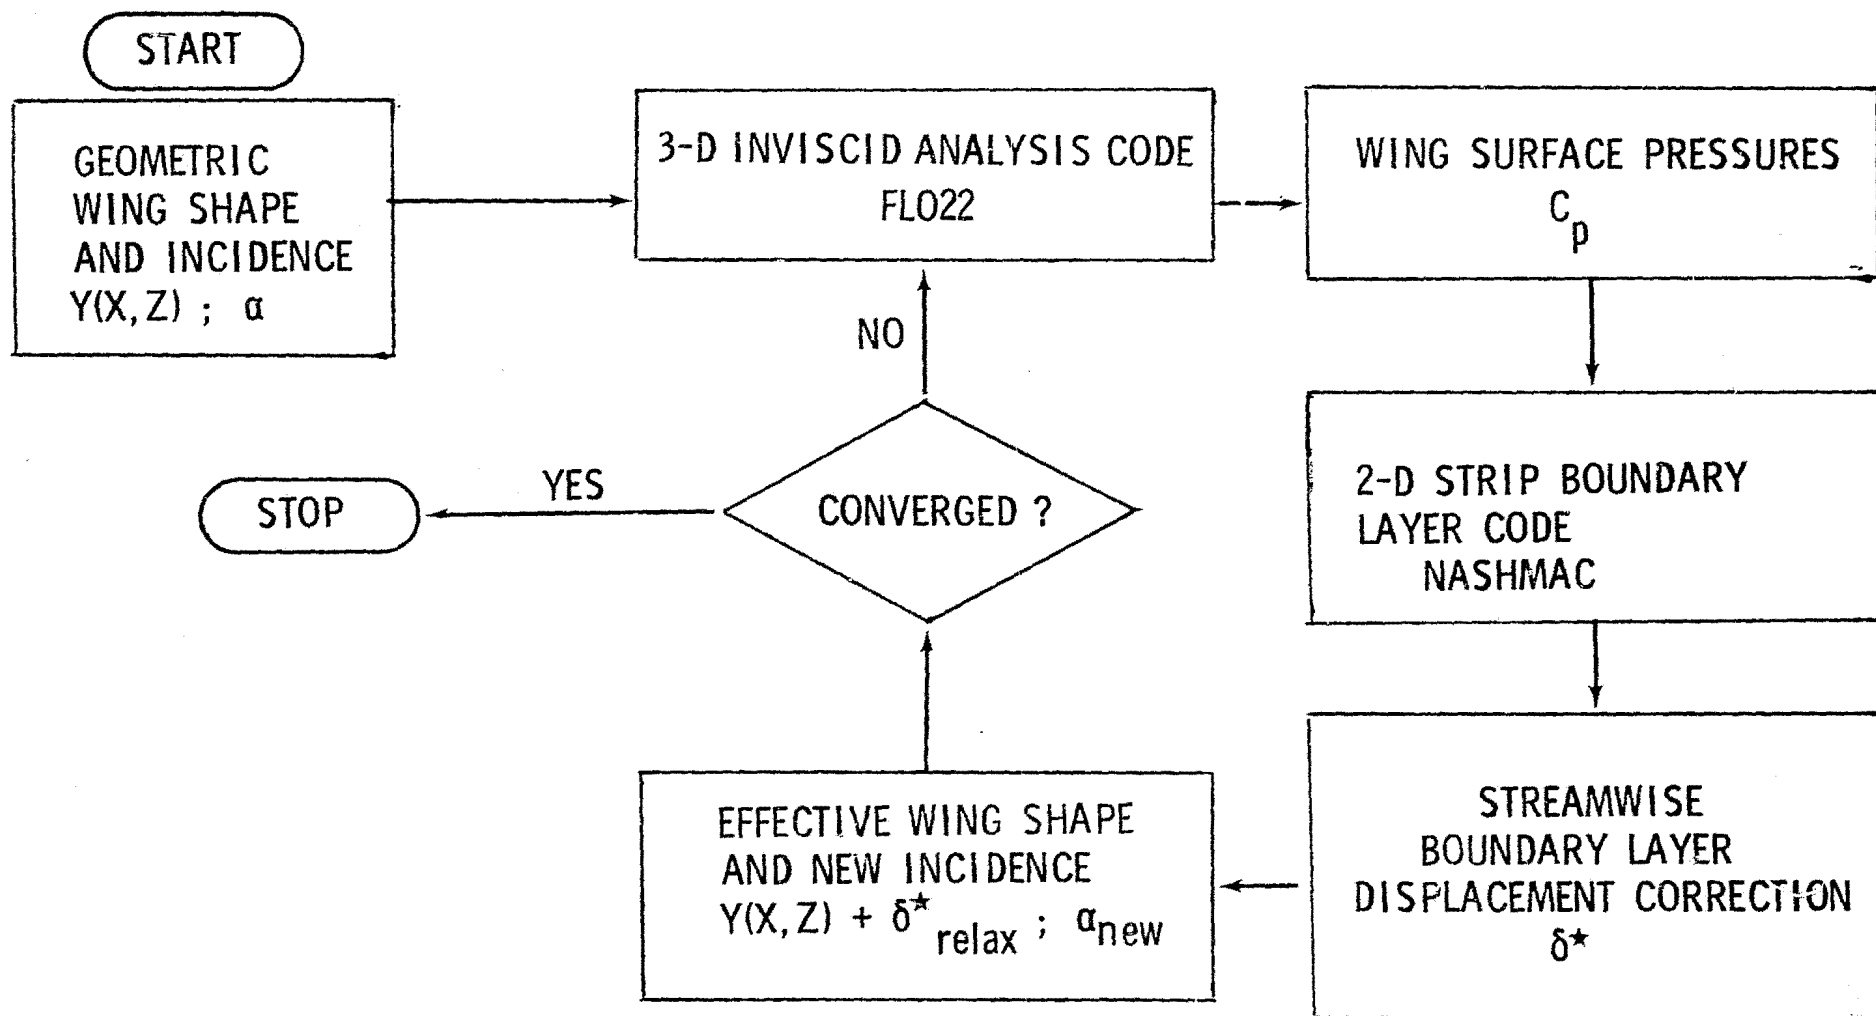 START
GEOMETRIC
WING SHAPE
AND INCIDENCE
Y(X, Z) ; α
3-D INVISCID ANALYSIS CODE
FLO22
WING SURFACE PRESSURES
Cp
2-D STRIP BOUNDARY
LAYER CODE
NASHMAC
STREAMWISE
BOUNDARY LAYER
DISPLACEMENT CORRECTION
δ*
EFFECTIVE WING SHAPE
AND NEW INCIDENCE
Y(X, Z) + δ*relax ; αnew
CONVERGED ?
NO
YES
STOP